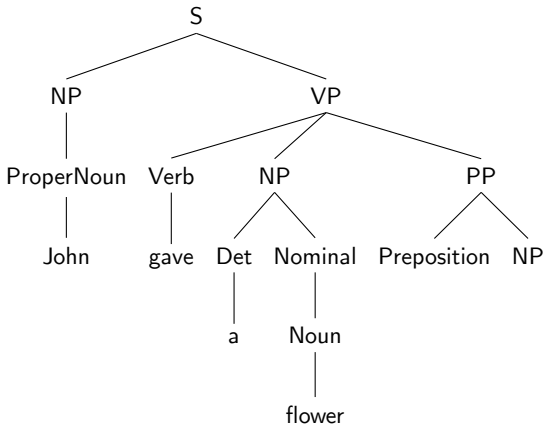 S
NP VP
ProperNoun Verb NP PP
John gave Det Nominal Preposition NP
a Noun
flower